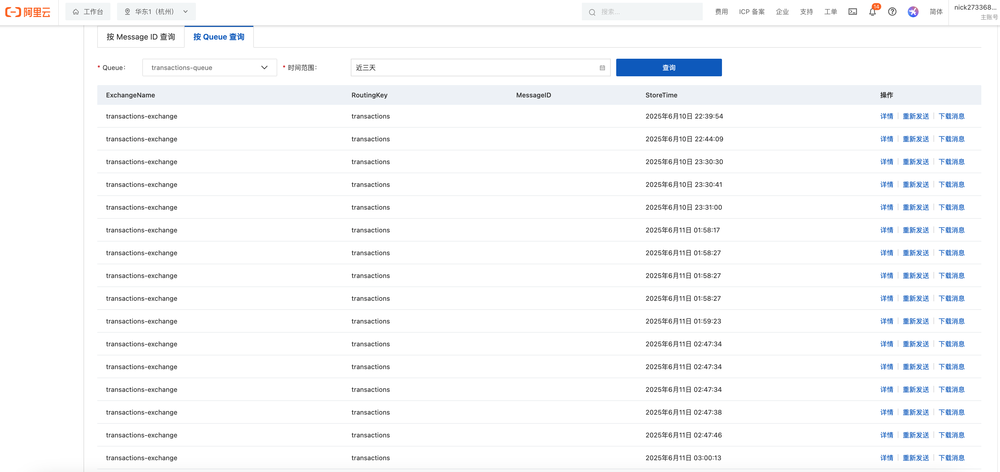 阿里云 工作台 华东1（杭州） 搜索... 费用 ICP 备案 企业 支持 工单 14 简体 nick273368...
主账号
按 Message ID 查询 按 Queue 查询
* Queue： transactions-queue * 时间范围： 近三天 查询
ExchangeName RoutingKey MessageID StoreTime 操作
transactions-exchange transactions 2025年6月10日 22:39:54 详情 重新发送 下载消息
transactions-exchange transactions 2025年6月10日 22:44:09 详情 重新发送 下载消息
transactions-exchange transactions 2025年6月10日 23:30:30 详情 重新发送 下载消息
transactions-exchange transactions 2025年6月10日 23:30:41 详情 重新发送 下载消息
transactions-exchange transactions 2025年6月10日 23:31:00 详情 重新发送 下载消息
transactions-exchange transactions 2025年6月11日 01:58:17 详情 重新发送 下载消息
transactions-exchange transactions 2025年6月11日 01:58:27 详情 重新发送 下载消息
transactions-exchange transactions 2025年6月11日 01:58:27 详情 重新发送 下载消息
transactions-exchange transactions 2025年6月11日 01:58:27 详情 重新发送 下载消息
transactions-exchange transactions 2025年6月11日 01:59:23 详情 重新发送 下载消息
transactions-exchange transactions 2025年6月11日 02:47:34 详情 重新发送 下载消息
transactions-exchange transactions 2025年6月11日 02:47:34 详情 重新发送 下载消息
transactions-exchange transactions 2025年6月11日 02:47:34 详情 重新发送 下载消息
transactions-exchange transactions 2025年6月11日 02:47:38 详情 重新发送 下载消息
transactions-exchange transactions 2025年6月11日 02:47:46 详情 重新发送 下载消息
transactions-exchange transactions 2025年6月11日 03:00:13 详情 重新发送 下载消息